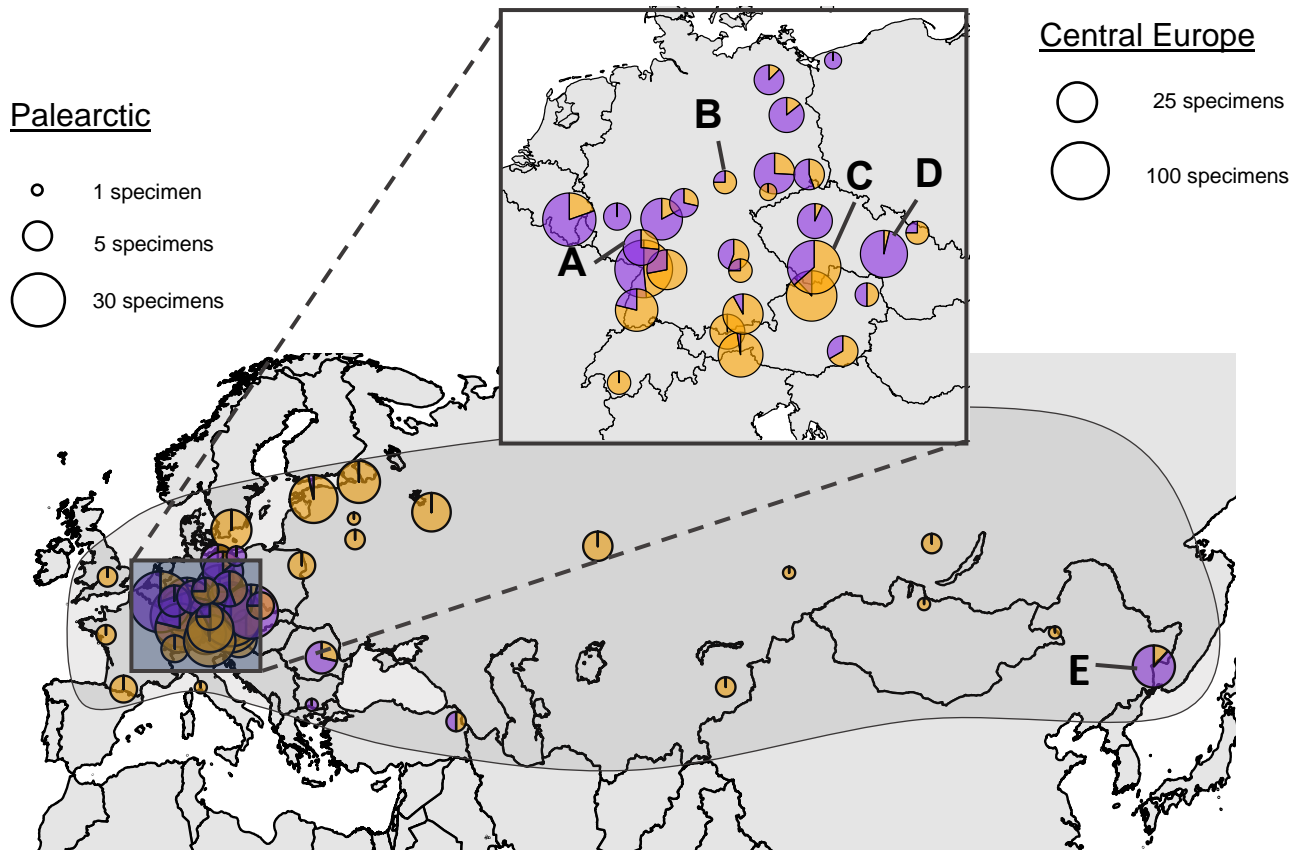 Palearctic
1 specimen
5 specimens
30 specimens
Central Europe
25 specimens
100 specimens
A
B
C
D
E